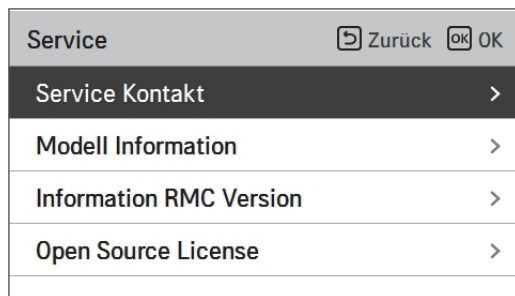 Service Zurück OK OK
Service Kontakt
Modell Information
Information RMC Version
Open Source License